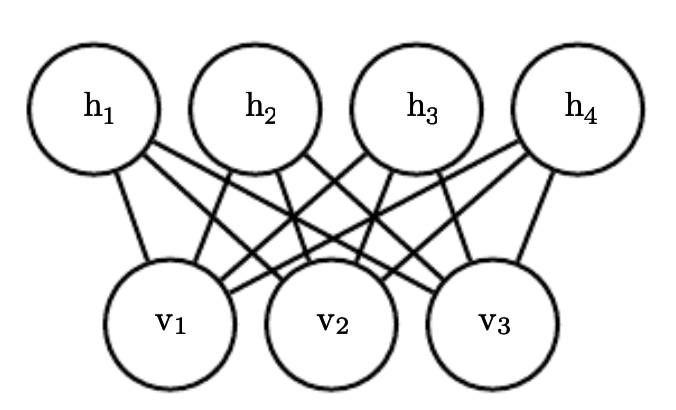 h₁ h₂ h₃ h₄
v₁ v₂ v₃